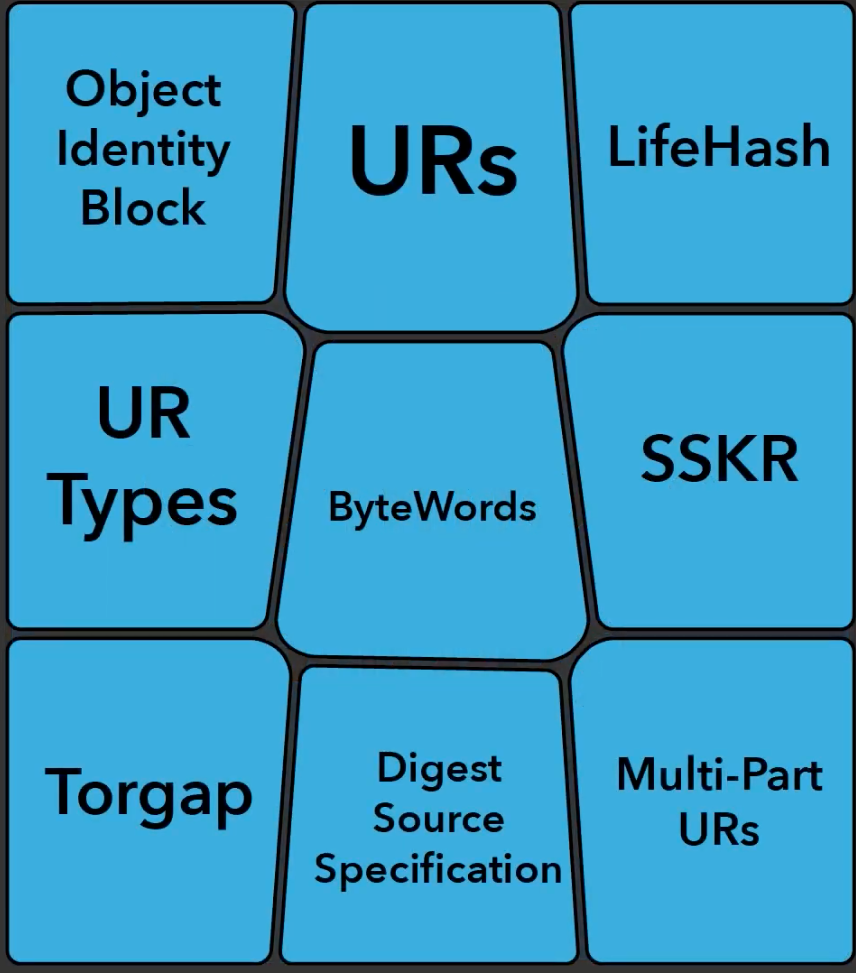 Object
Identity
Block
URs
LifeHash
UR
Types
ByteWords
SSKR
Torgap
Digest
Source
Specification
Multi-Part
URs